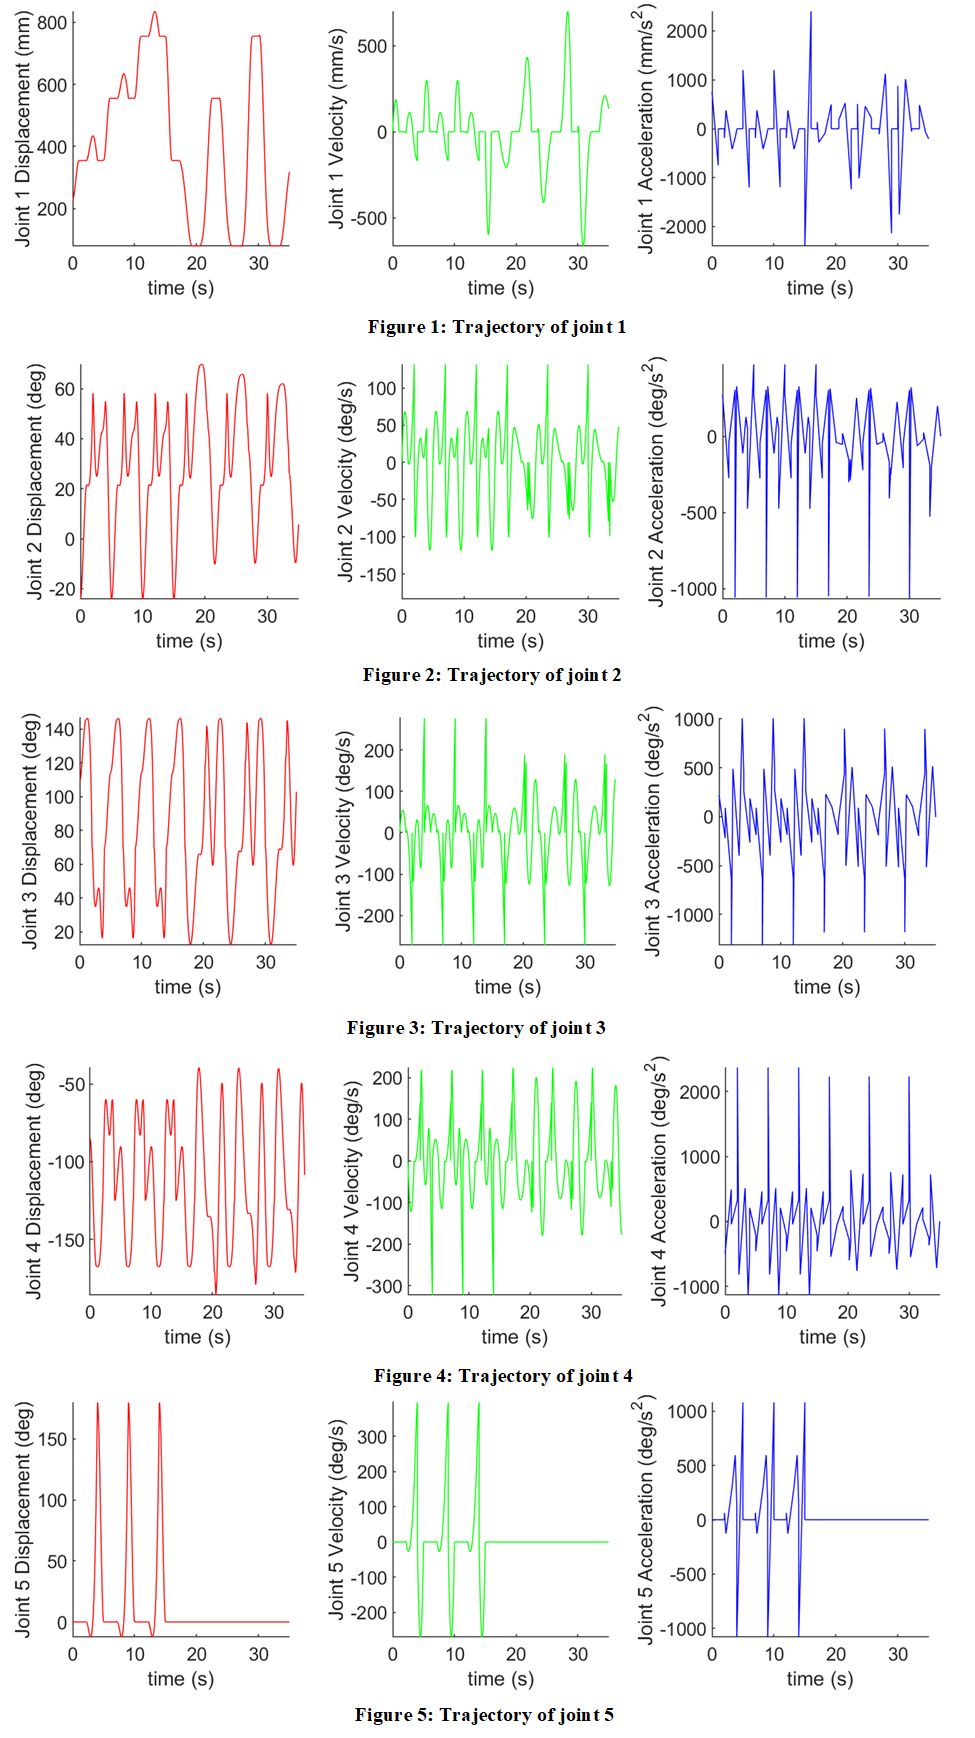 Joint 1 Displacement (mm)
800
600
400
200
0 10 20 30
time (s)
Joint 1 Velocity (mm/s)
500
0
-500
0 10 20 30
time (s)
Joint 1 Acceleration (mm/s2)
2000
1000
0
-1000
-2000
0 10 20 30
time (s)
Figure 1: Trajectory of joint 1
Joint 2 Displacement (deg)
60
40
20
0
-20
0 10 20 30
time (s)
Joint 2 Velocity (deg/s)
100
50
0
-50
-100
-150
0 10 20 30
time (s)
Joint 2 Acceleration (deg/s2)
0
-500
-1000
0 10 20 30
time (s)
Figure 2: Trajectory of joint 2
Joint 3 Displacement (deg)
140
120
100
80
60
40
20
0 10 20 30
time (s)
Joint 3 Velocity (deg/s)
200
100
0
-100
-200
0 10 20 30
time (s)
Joint 3 Acceleration (deg/s2)
1000
500
0
-500
-1000
0 10 20 30
time (s)
Figure 3: Trajectory of joint 3
Joint 4 Displacement (deg)
-50
-100
-150
0 10 20 30
time (s)
Joint 4 Velocity (deg/s)
200
100
0
-100
-200
-300
0 10 20 30
time (s)
Joint 4 Acceleration (deg/s2)
2000
1000
0
-1000
0 10 20 30
time (s)
Figure 4: Trajectory of joint 4
Joint 5 Displacement (deg)
150
100
50
0
0 10 20 30
time (s)
Joint 5 Velocity (deg/s)
300
200
100
0
-100
-200
0 10 20 30
time (s)
Joint 5 Acceleration (deg/s2)
1000
500
0
-500
-1000
0 10 20 30
time (s)
Figure 5: Trajectory of joint 5